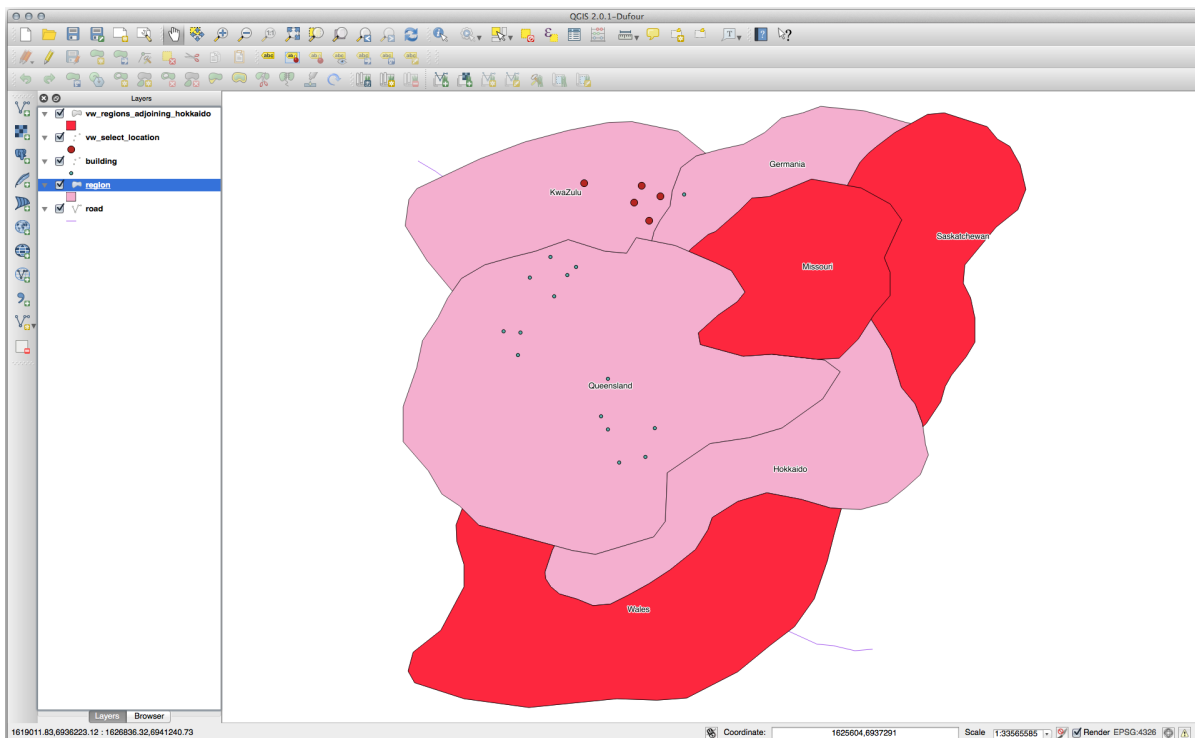 QGIS 2.0.1-Dufour
Layers
vw_regions_adjoining_hokkaido
vw_select_location
building
region
road
Germania
KwaZulu
Saskatchewan
Missouri
Queensland
Hokkaido
Wales
Layers Browser
1619011.83,6936223.12 : 1626836.32,6941240.73
Coordinate: 1625604,6937291 Scale 1:33565585 Render EPSG:4326